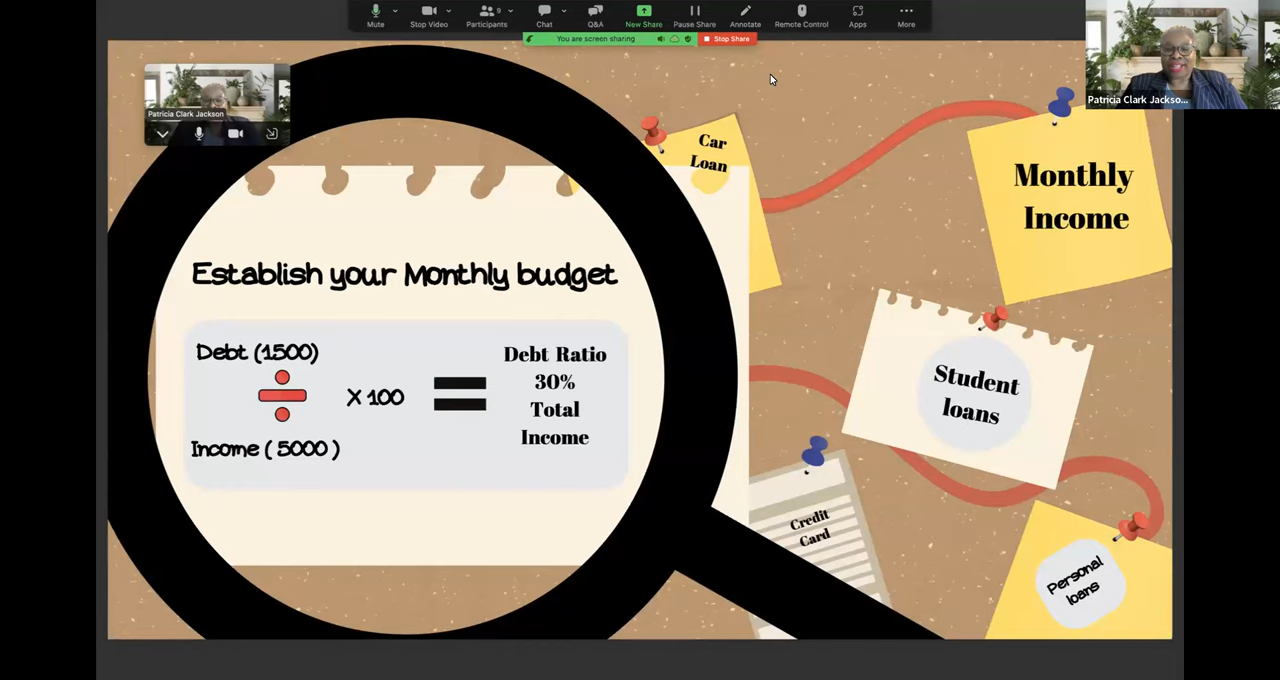 Mute
Stop Video
Participants
9
Chat
Q&A
New Share
Pause Share
Annotate
Remote Control
Apps
More
You are screen sharing
Stop Share
Patricia Clark Jackson
Patricia Clark Jackso...
Car
Loan
Monthly
Income
Establish your Monthly budget
Debt (1500)
÷
X 100
=
Income ( 5000 )
Debt Ratio
30%
Total
Income
Student
loans
Credit
Card
Personal
loans